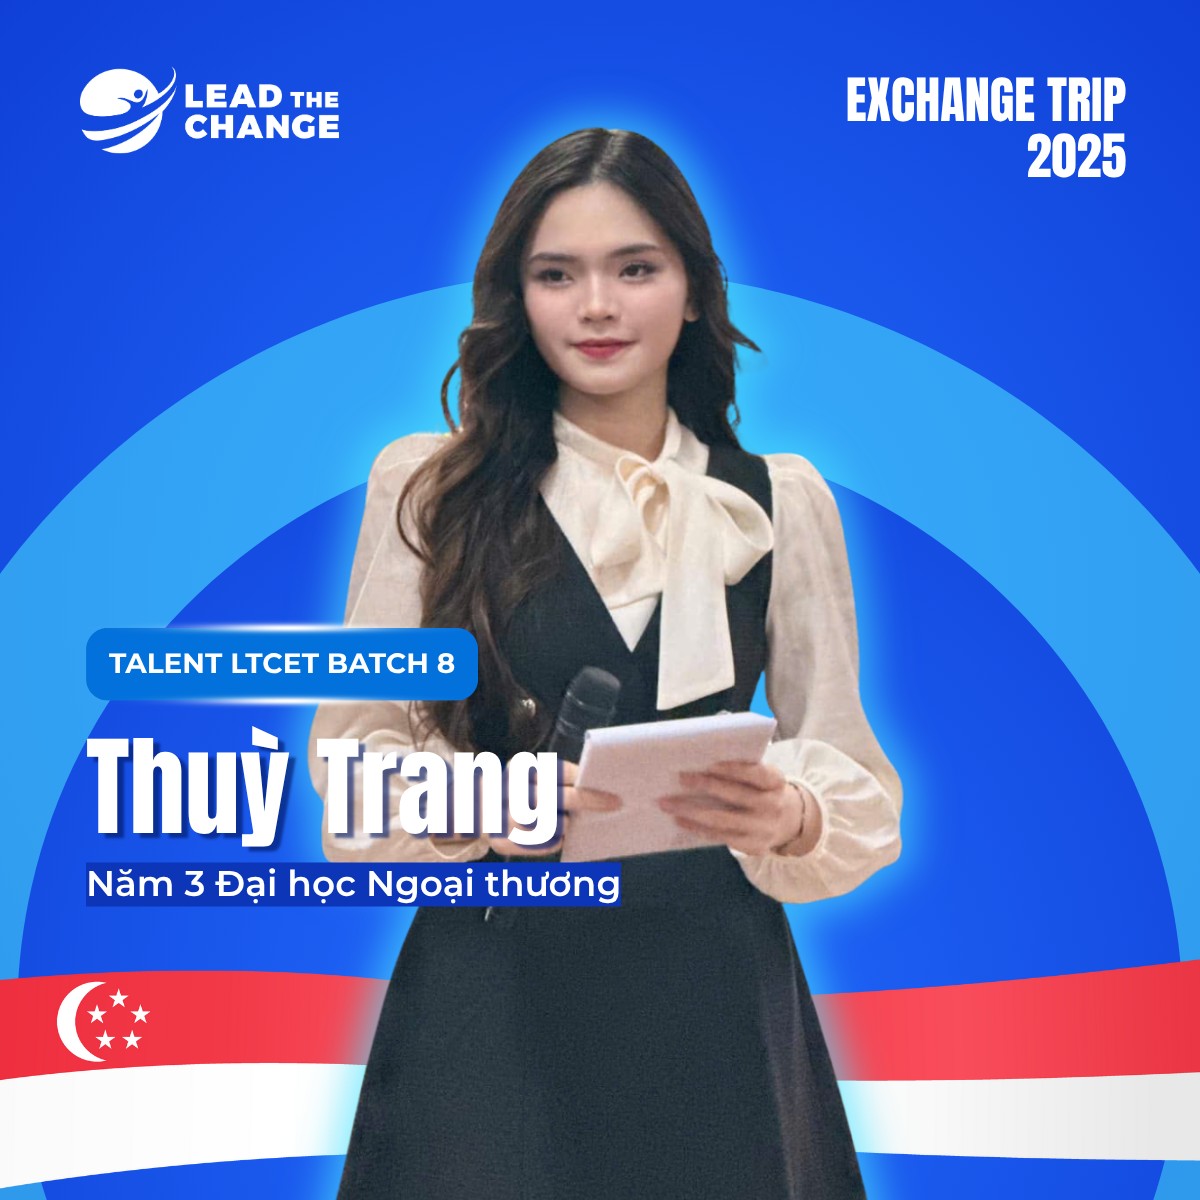 LEAD THE
CHANGE
EXCHANGE TRIP
2025
TALENT LTCET BATCH 8
Thuỳ Trang
Năm 3 Đại học Ngoại thương